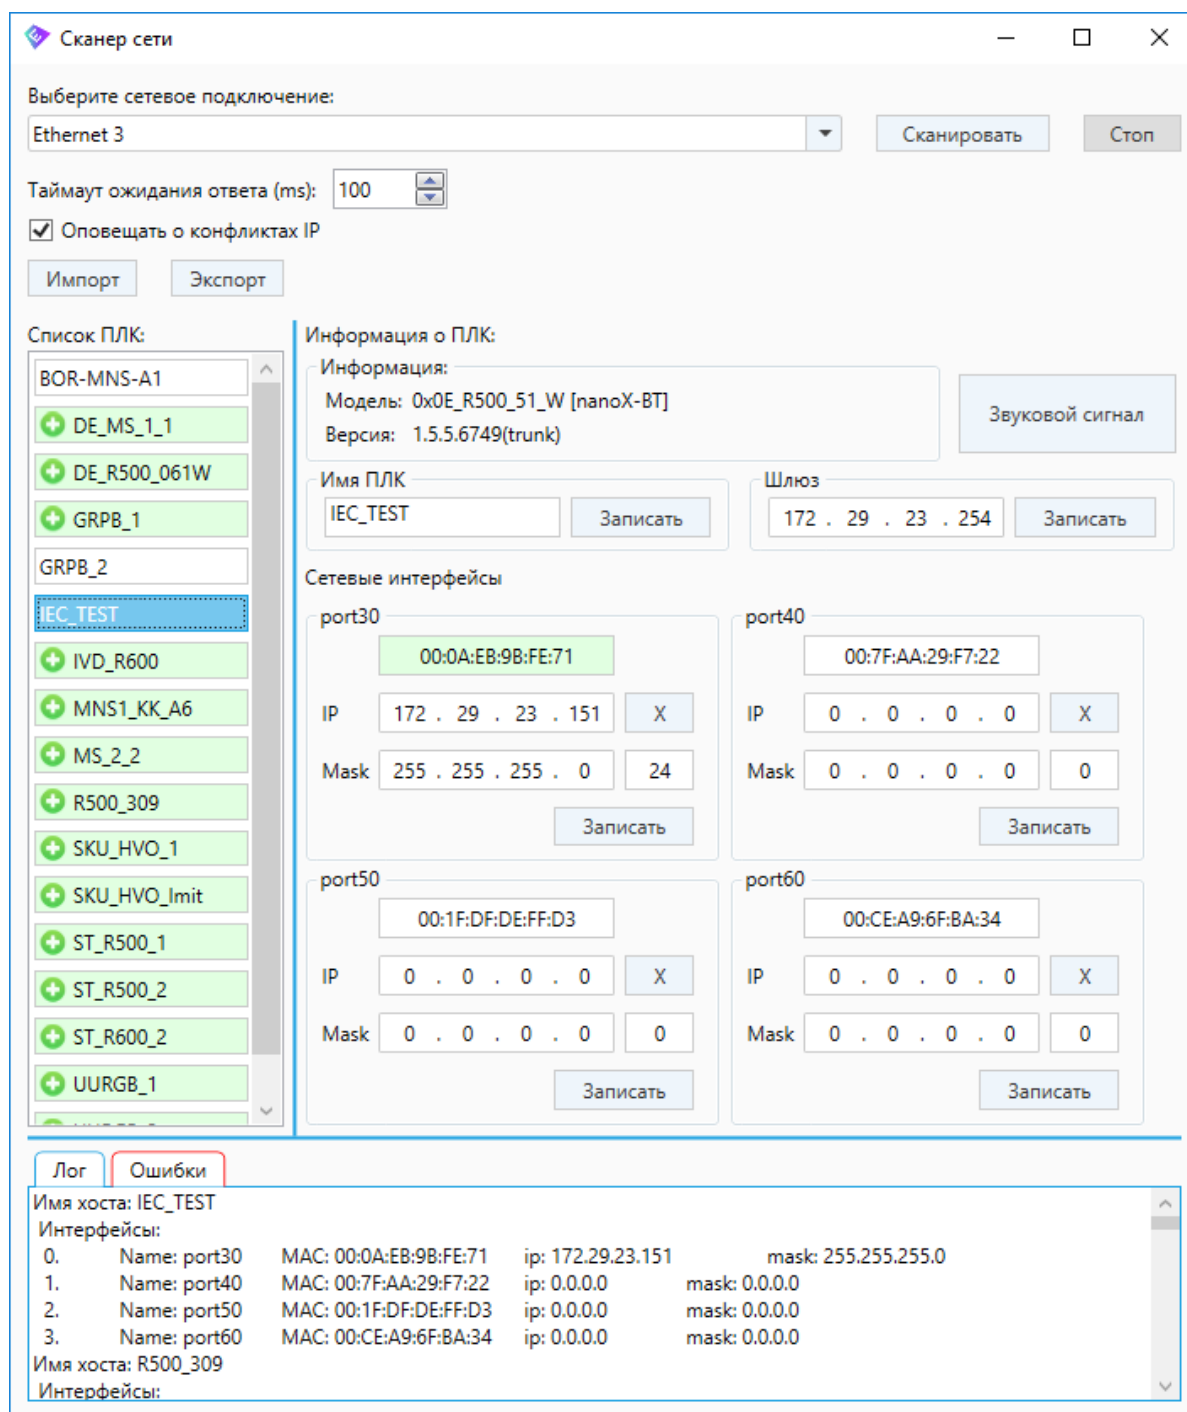 Сканер сети
Выберите сетевое подключение:
Ethernet 3
Сканировать
Стоп
Таймаут ожидания ответа (ms): 100
Оповещать о конфликтах IP
Импорт
Экспорт
Список ПЛК:
BOR-MNS-A1
DE_MS_1_1
DE_R500_061W
GRPB_1
GRPB_2
IEC_TEST
IVD_R600
MNS1_KK_A6
MS_2_2
R500_309
SKU_HVO_1
SKU_HVO_Imit
ST_R500_1
ST_R500_2
ST_R600_2
UURGB_1
Информация о ПЛК:
Информация:
Модель: 0x0E_R500_51_W [nanoX-BT]
Версия: 1.5.5.6749(trunk)
Звуковой сигнал
Имя ПЛК
IEC_TEST
Записать
Шлюз
172 . 29 . 23 . 254
Записать
Сетевые интерфейсы
port30
00:0A:EB:9B:FE:71
IP 172 . 29 . 23 . 151 X
Mask 255 . 255 . 255 . 0 24
Записать
port40
00:7F:AA:29:F7:22
IP 0 . 0 . 0 . 0 X
Mask 0 . 0 . 0 . 0 0
Записать
port50
00:1F:DF:DE:FF:D3
IP 0 . 0 . 0 . 0 X
Mask 0 . 0 . 0 . 0 0
Записать
port60
00:CE:A9:6F:BA:34
IP 0 . 0 . 0 . 0 X
Mask 0 . 0 . 0 . 0 0
Записать
Лог
Ошибки
Имя хоста: IEC_TEST
Интерфейсы:
0. Name: port30 MAC: 00:0A:EB:9B:FE:71 ip: 172.29.23.151 mask: 255.255.255.0
1. Name: port40 MAC: 00:7F:AA:29:F7:22 ip: 0.0.0.0 mask: 0.0.0.0
2. Name: port50 MAC: 00:1F:DF:DE:FF:D3 ip: 0.0.0.0 mask: 0.0.0.0
3. Name: port60 MAC: 00:CE:A9:6F:BA:34 ip: 0.0.0.0 mask: 0.0.0.0
Имя хоста: R500_309
Интерфейсы: